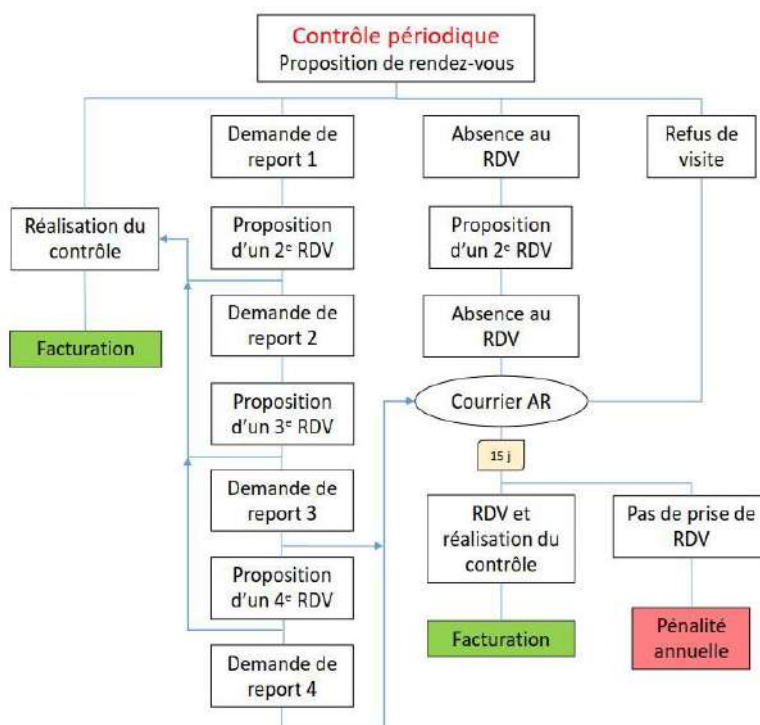 Contrôle périodique
Proposition de rendez-vous
Demande de
report 1
Absence au
RDV
Refus de
visite
Réalisation du
contrôle
Proposition
d'un 2e RDV
Proposition
d'un 2e RDV
Facturation
Demande de
report 2
Absence au
RDV
Proposition
d'un 3e RDV
Courrier AR
15 j
Demande de
report 3
RDV et
réalisation du
contrôle
Pas de prise de
RDV
Proposition
d'un 4e RDV
Facturation
Pénalité
annuelle
Demande de
report 4